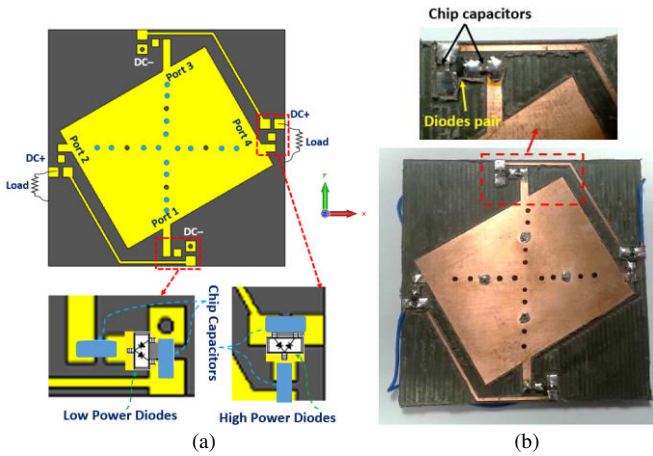 DC−
Port 3
DC+
Port 4
Load
Port 2
DC+
Load
Port 1
DC−
Y
X
Chip Capacitors
Low Power Diodes
High Power Diodes
(a)
Chip capacitors
Diodes pair
(b)